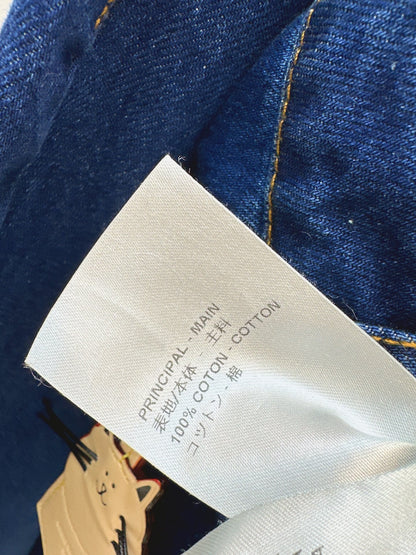 PRINCIPAL - MAIN
表地/本体 - 主料
100% COTON - COTTON
コットン - 棉